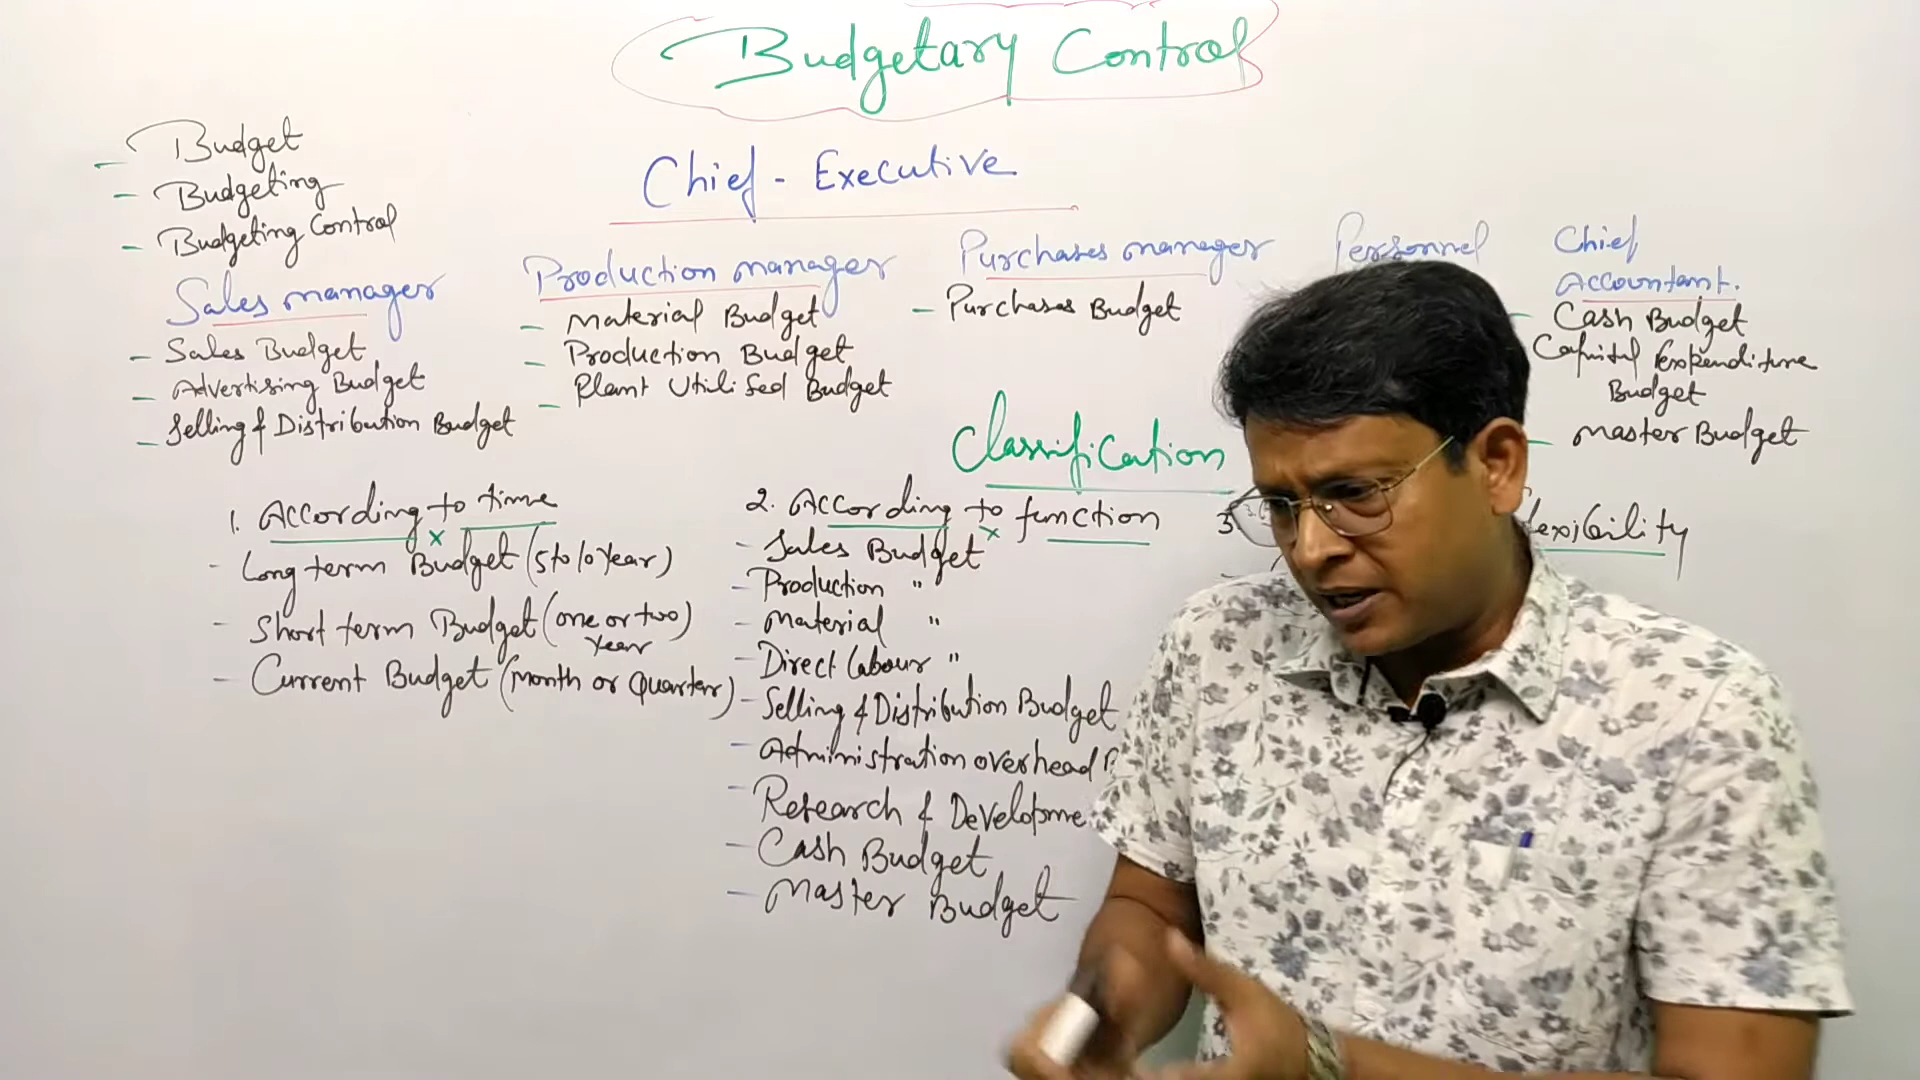 Budgetary Control
- Budget
- Budgeting
- Budgeting Control
Chief - Executive
Sales manager
- Sales Budget
- Advertising Budget
- Selling & Distribution Budget
Production manager
- Material Budget
- Production Budget
- Plant Utilised Budget
Purchases manager
- Purchases Budget
Personnel
Chief
Accountant.
- Cash Budget
Capital Expenditure
Budget
- Master Budget
Classification
1. According to time
x
- Long term Budget (5 to 10 Year)
- Short term Budget (one or two)
Year
- Current Budget (Month or Quarter)
2. According to function
x
- Sales Budget
- Production "
- Material "
- Direct Labour "
- Selling & Distribution Budget
- Administration overhead
- Research &
- Cash Budget
- Master Budget
3